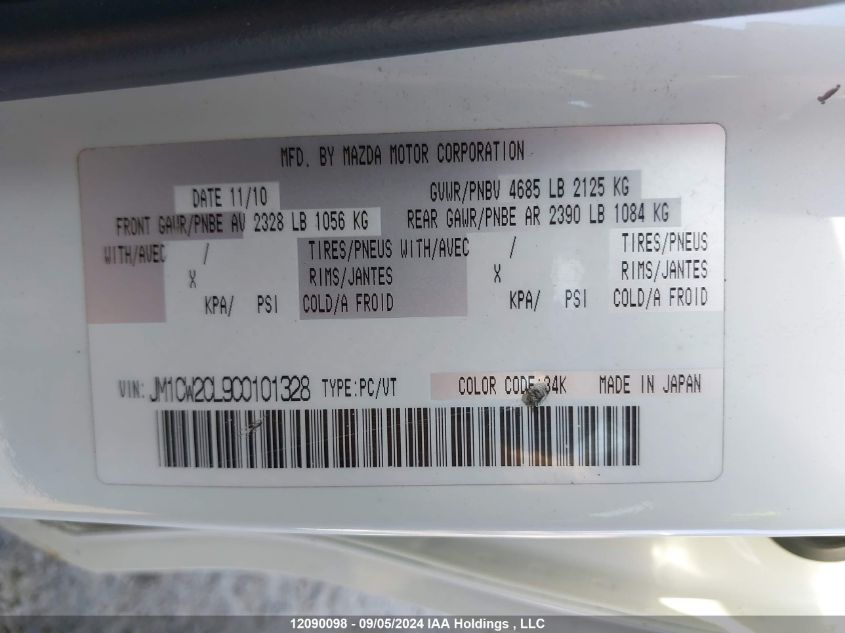 MFD. BY MAZDA MOTOR CORPORATION
DATE 11/10 GVWR/PNBV 4685 LB 2125 KG
FRONT GAWR/PNBE AV 2328 LB 1056 KG REAR GAWR/PNBE AR 2390 LB 1084 KG
WITH/AVEC / TIRES/PNEUS WITH/AVEC / TIRES/PNEUS
X RIMS/JANTES X RIMS/JANTES
KPA/ PSI COLD/A FROID KPA/ PSI COLD/A FROID
VIN: JM1CW2CL9C0101328 TYPE:PC/VT COLOR CODE:34K MADE IN JAPAN
12090098 - 09/05/2024 IAA Holdings , LLC